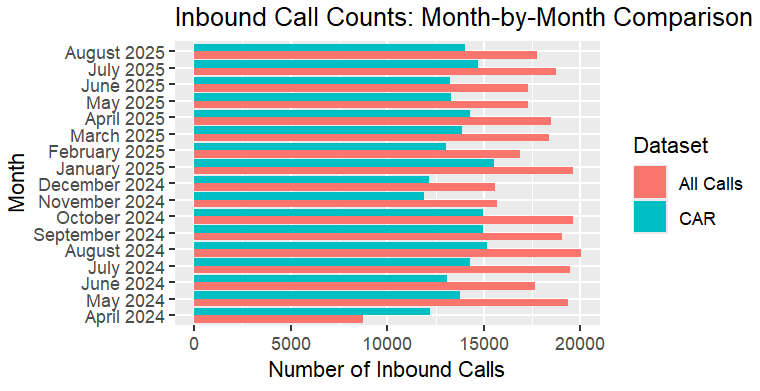 Inbound Call Counts: Month-by-Month Comparison
Month
August 2025
July 2025
June 2025
May 2025
April 2025
March 2025
February 2025
January 2025
December 2024
November 2024
October 2024
September 2024
August 2024
July 2024
June 2024
May 2024
April 2024
0 5000 10000 15000 20000
Number of Inbound Calls
Dataset
All Calls
CAR